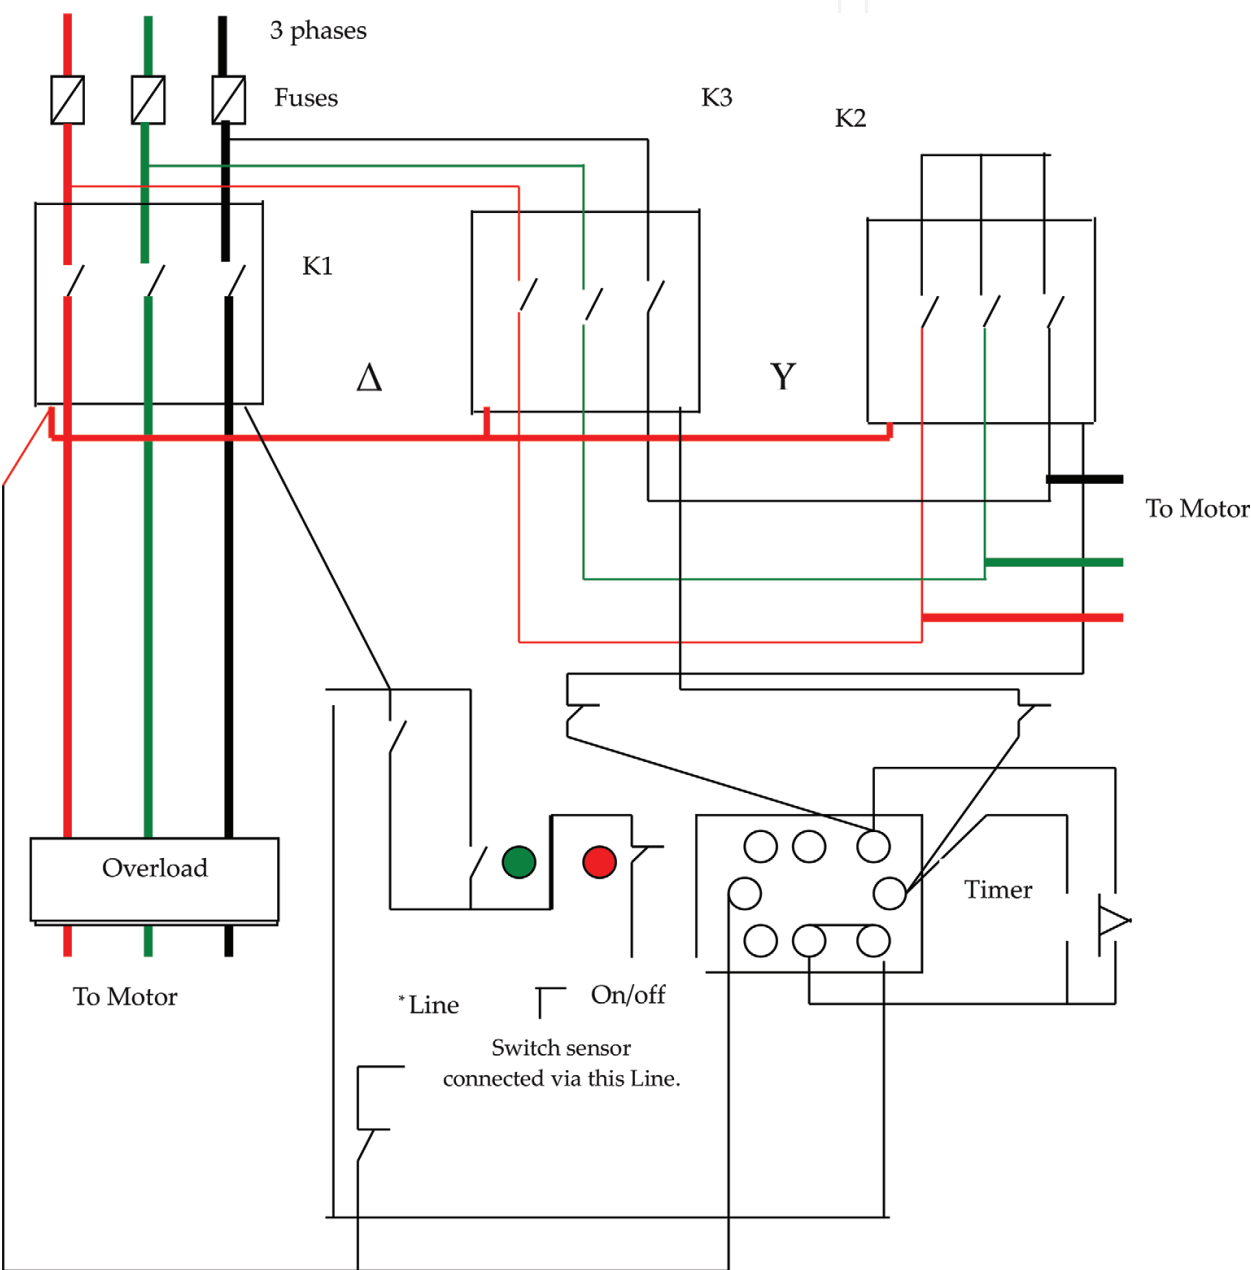 3 phases
Fuses
K3
K2
K1
Δ
Y
To Motor
Overload
Timer
To Motor
*Line
On/off
Switch sensor
connected via this Line.